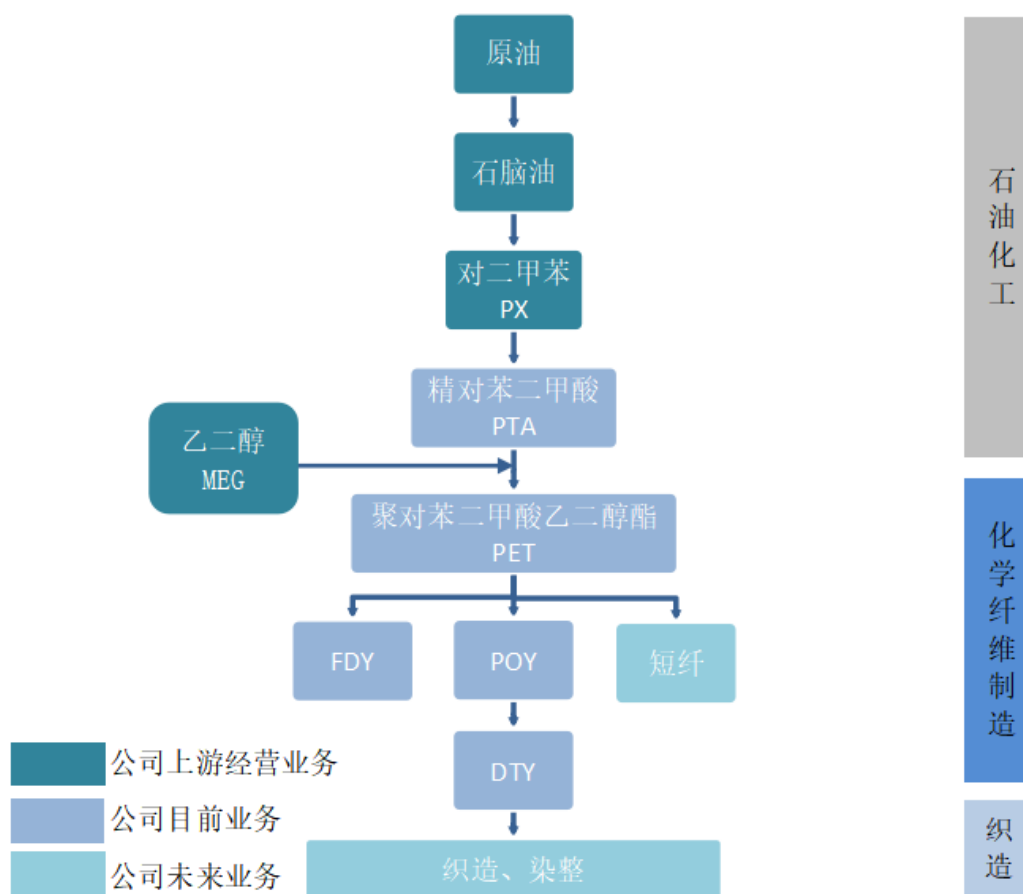 原油
石脑油
对二甲苯
PX
精对苯二甲酸
PTA
乙二醇
MEG
聚对苯二甲酸乙二醇酯
PET
FDY
POY
短纤
DTY
织造、染整
公司上游经营业务
公司目前业务
公司未来业务
石油化工
化学纤维制造
织造